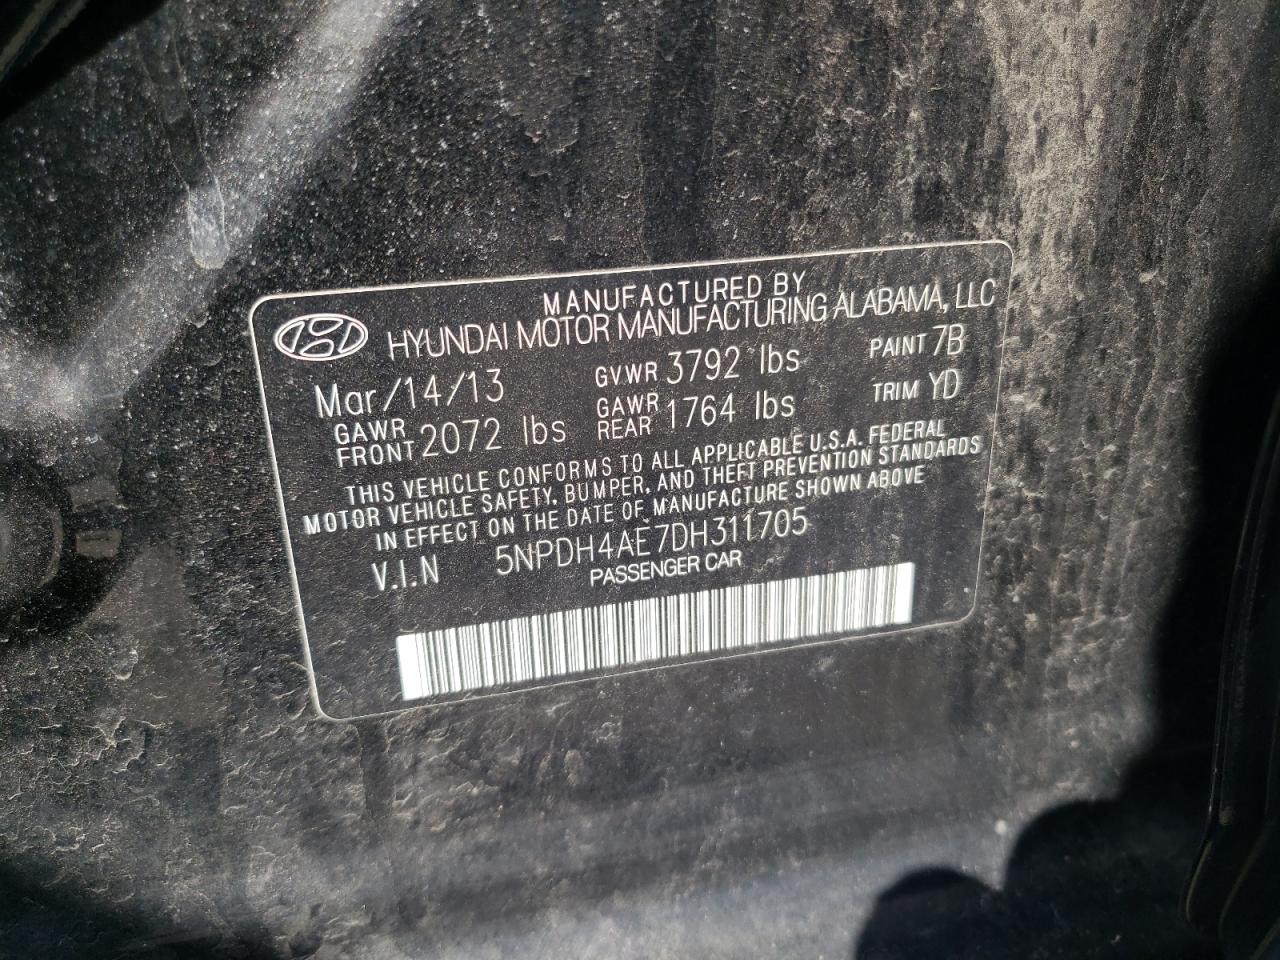 MANUFACTURED BY
HYUNDAI MOTOR MANUFACTURING ALABAMA, LLC
Mar/14/13 GVWR 3792 lbs PAINT 7B
GAWR FRONT 2072 lbs GAWR REAR 1764 lbs TRIM YD
THIS VEHICLE CONFORMS TO ALL APPLICABLE U.S.A. FEDERAL
MOTOR VEHICLE SAFETY, BUMPER, AND THEFT PREVENTION STANDARDS
IN EFFECT ON THE DATE OF MANUFACTURE SHOWN ABOVE
V.I.N 5NPDH4AE7DH311705
PASSENGER CAR